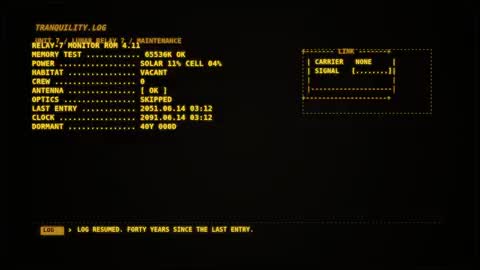 TRANQUILITY.LOG
UNIT 7 / LUNAR RELAY 7 / MAINTENANCE
RELAY-7 MONITOR ROM 4.11
MEMORY TEST ............ 65536K OK
POWER .................. SOLAR 11% CELL 04%
HABITAT ................ VACANT
CREW ................... 0
ANTENNA ................ [ OK ]
OPTICS ................. SKIPPED
LAST ENTRY ............. 2051.06.14 03:12
CLOCK .................. 2091.06.14 03:12
DORMANT ................ 40Y 000D
LINK
CARRIER NONE
SIGNAL [........]
LOG > LOG RESUMED. FORTY YEARS SINCE THE LAST ENTRY.